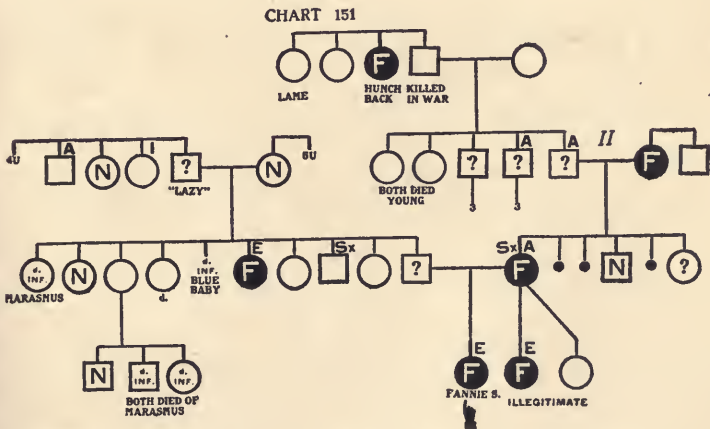 CHART 151
F
LAME
HUNCH BACK
KILLED IN WAR
A I A A II
4U N ? "LAZY" N 5U ? ? ? F
BOTH DIED YOUNG
3 3
E Sx Sx A
d. INF. N d. INF. F ? F N ?
MARASMUS d. BLUE BABY
E E
N d. INF. d. INF. F F
BOTH DIED OF MARASMUS
FANNIE S.
ILLEGITIMATE